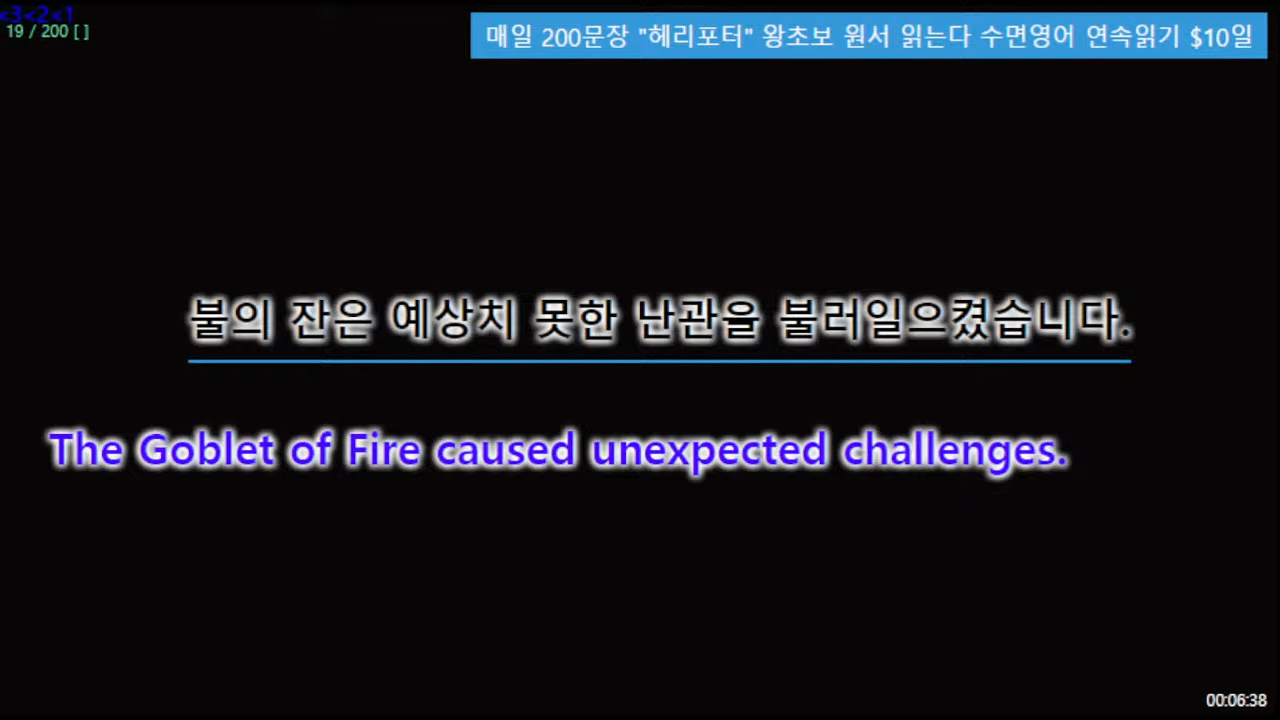 <3<2<1
19 / 200 [ ]
매일 200문장 "헤리포터" 왕초보 원서 읽는다 수면영어 연속읽기 $10일
불의 잔은 예상치 못한 난관을 불러일으켰습니다.
The Goblet of Fire caused unexpected challenges.
00:06:38